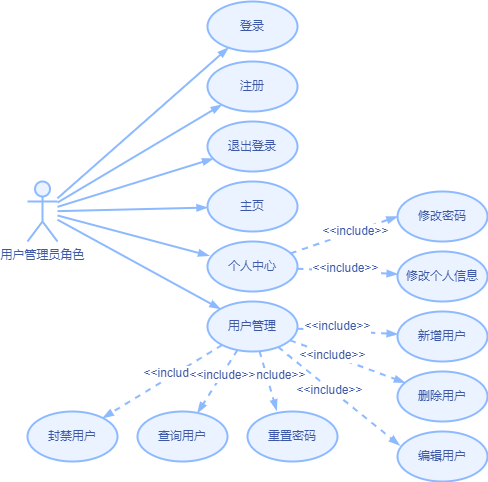 登录
注册
退出登录
主页
用户管理员角色
个人中心
用户管理
修改密码
<<include>>
<<include>>
修改个人信息
<<include>>
新增用户
<<include>>
删除用户
<<includ
<<include>>
nclude>>
<<include>>
封禁用户
查询用户
重置密码
编辑用户